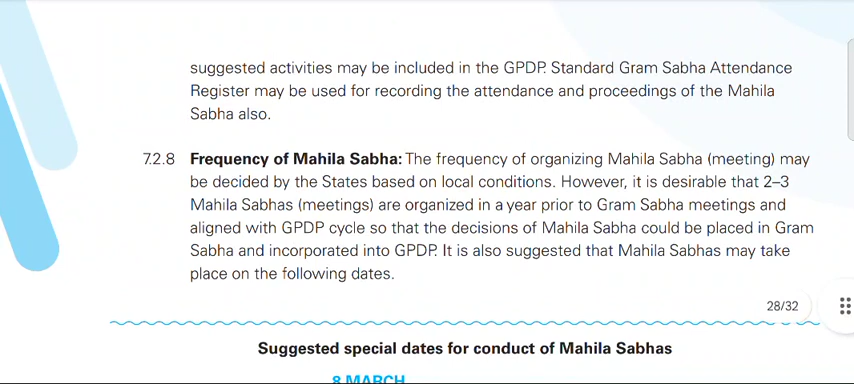 suggested activities may be included in the GPDP. Standard Gram Sabha Attendance
Register may be used for recording the attendance and proceedings of the Mahila
Sabha also.
7.2.8 Frequency of Mahila Sabha: The frequency of organizing Mahila Sabha (meeting) may
be decided by the States based on local conditions. However, it is desirable that 2–3
Mahila Sabhas (meetings) are organized in a year prior to Gram Sabha meetings and
aligned with GPDP cycle so that the decisions of Mahila Sabha could be placed in Gram
Sabha and incorporated into GPDP. It is also suggested that Mahila Sabhas may take
place on the following dates.
28/32
Suggested special dates for conduct of Mahila Sabhas
8 MARCH